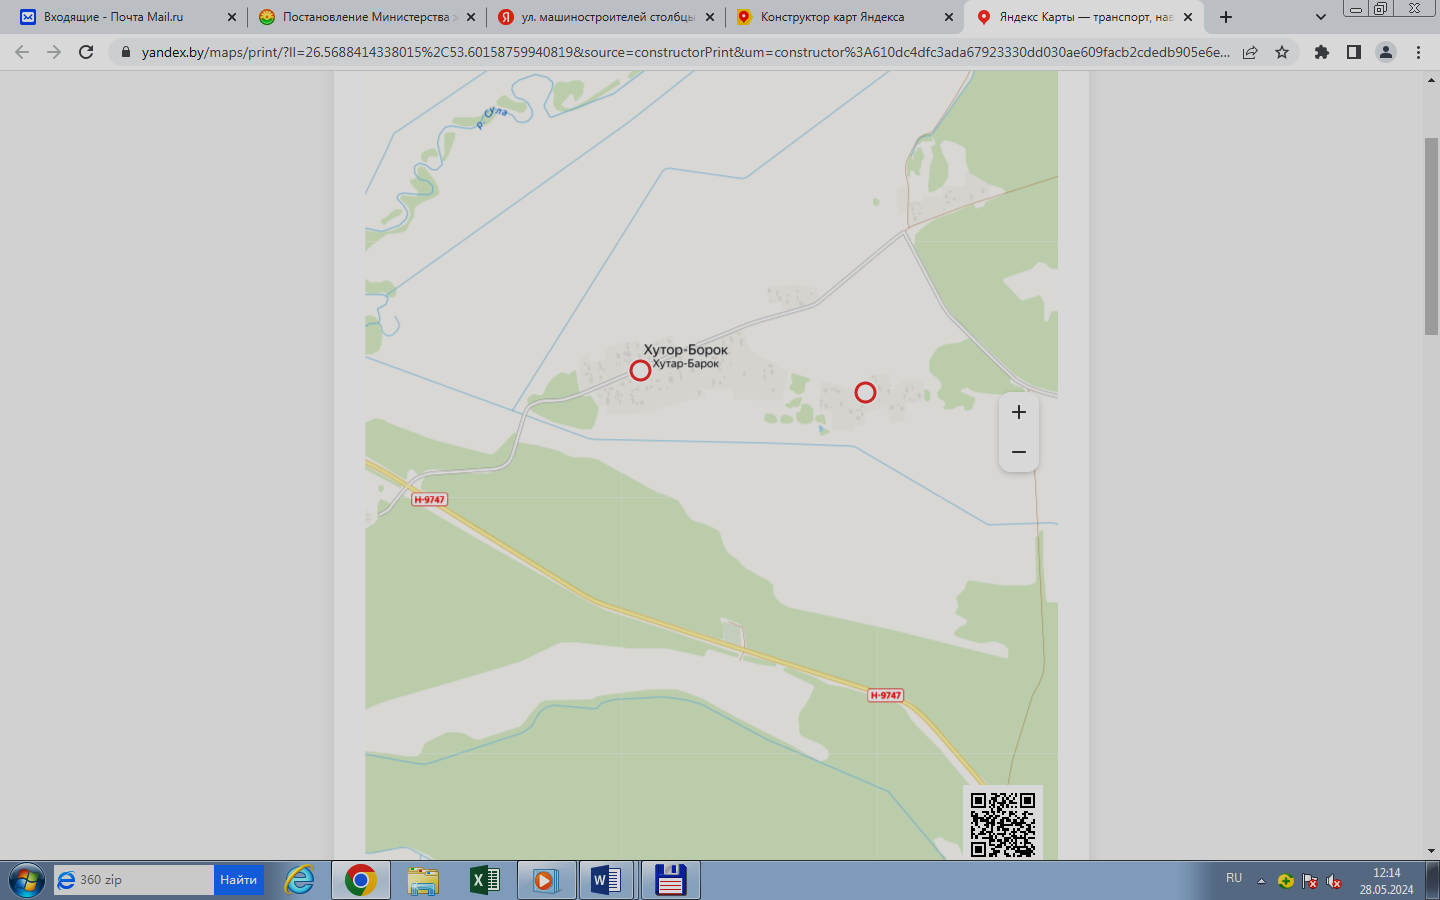 Входящие - Почта Mail.ru
Постановление Министерства
ул. машиностроителей столбцы
Конструктор карт Яндекса
Яндекс Карты — транспорт, нав
yandex.by/maps/print/?ll=26.5688414338015%2C53.60158759940819&source=constructorPrint&um=constructor%3A610dc4dfc3ada67923330dd030ae609facb2cdedb905e6e...
р. Сула
Хутор-Борок
Хутар-Барок
Н-9747
Н-9747
360 zip
Найти
RU
12:14
28.05.2024